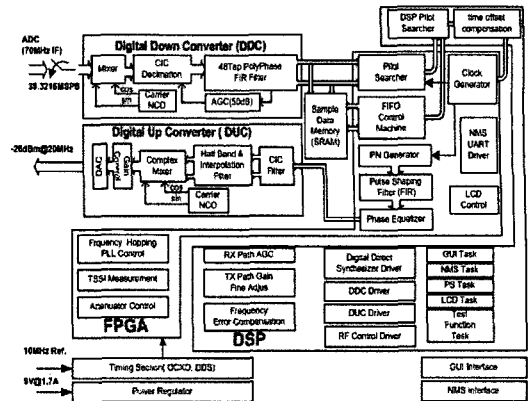 ADC
(70MHz IF)
39.3216MSPS
Digital Down Converter (DDC)
Mixer
CIC
Decimation
48Tap PolyPhase
FIR Filter
cos
sin
Carrier
NCO
AGC(50dB)
Digital Up Converter ( DUC)
-26dBm@20MHz
DAC
Gain
Control
Complex
Mixer
Half Band &
Interpolation
Filter
CIC
Filter
cos
sin
Carrier
NCO
Sample
Data
Memory
(SRAM)
DSP Pilot
Searcher
time offset
compensation
Pilot
Searcher
Clock
Generator
FIFO
Control
Machine
NMS
UART
Driver
PN Generator
Pulse Shaping
Filter (FIR)
LCD
Control
Phase Equalizer
Frquency Hopping
PLL Control
TSSI Measurement
Attenuator Control
FPGA
RX Path AGC
TX Path Gain
Fine Adjus
Frequency
Error Compensation
DSP
Digital Direct
Synthesizer Driver
DDC Driver
DUC Driver
RF Control Driver
GUI Task
NMS Task
PS Task
LCD Task
Test
Function
Task
10MHz Ref.
Timing Section( OCXO, DDS)
9V@1.7A
Power Regulator
GUI Interface
NMS Interface